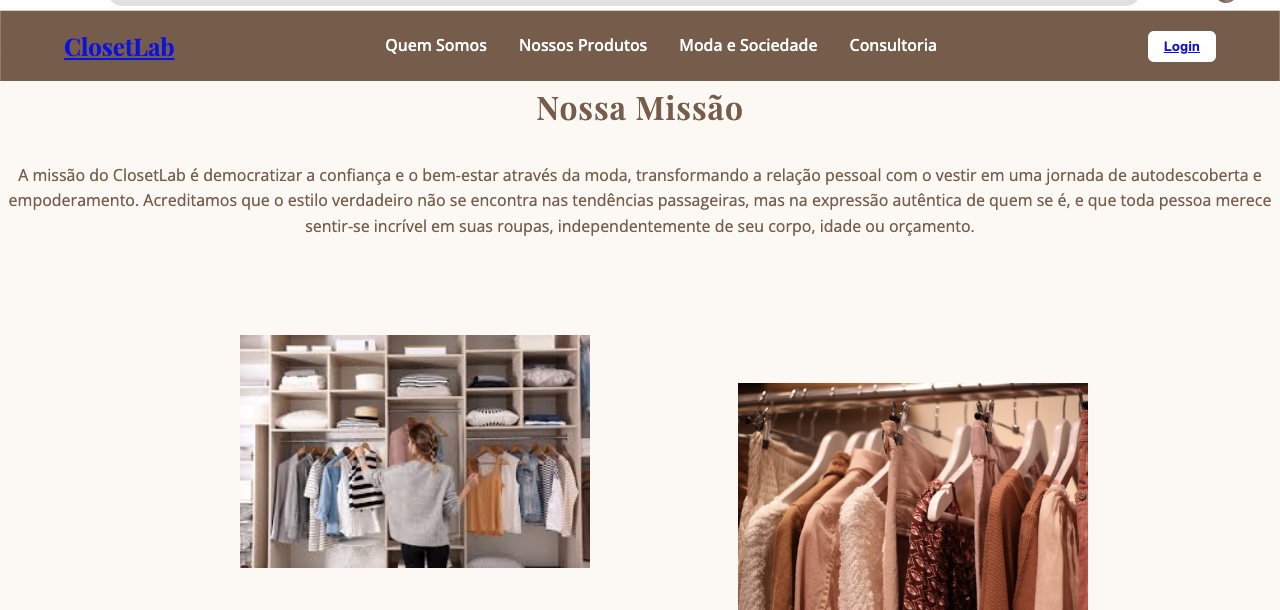 ClosetLab
Quem Somos
Nossos Produtos
Moda e Sociedade
Consultoria
Login
Nossa Missão
A missão do ClosetLab é democratizar a confiança e o bem-estar através da moda, transformando a relação pessoal com o vestir em uma jornada de autodescoberta e
empoderamento. Acreditamos que o estilo verdadeiro não se encontra nas tendências passageiras, mas na expressão autêntica de quem se é, e que toda pessoa merece
sentir-se incrível em suas roupas, independentemente de seu corpo, idade ou orçamento.